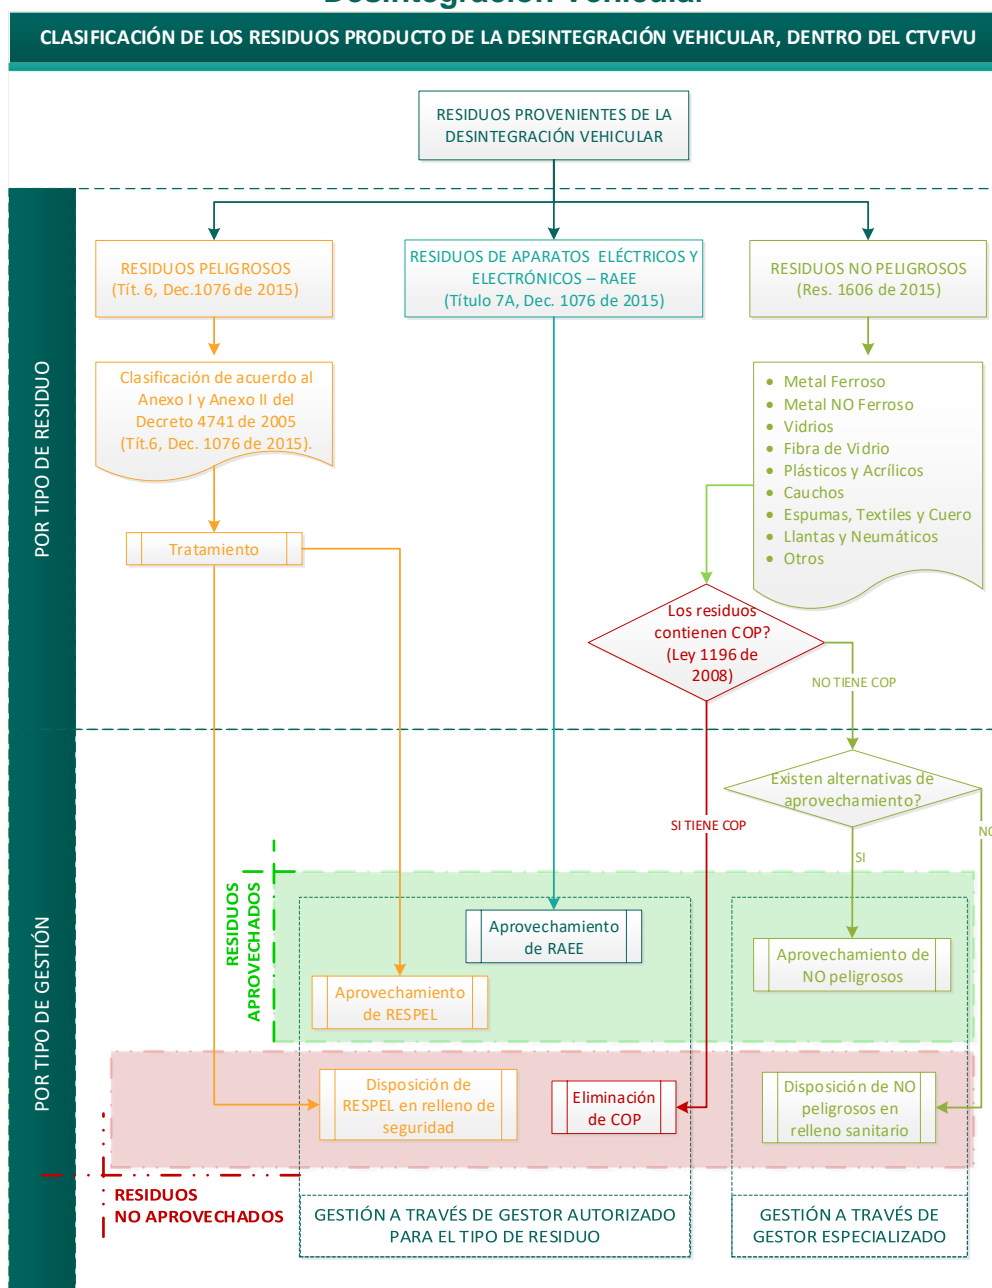 Desintegración Vehicular
CLASIFICACIÓN DE LOS RESIDUOS PRODUCTO DE LA DESINTEGRACIÓN VEHICULAR, DENTRO DEL CTVFVU
RESIDUOS PROVENIENTES DE LA
DESINTEGRACIÓN VEHICULAR
POR TIPO DE RESIDUO
RESIDUOS PELIGROSOS
(Tít. 6, Dec.1076 de 2015)
RESIDUOS DE APARATOS ELÉCTRICOS Y
ELECTRÓNICOS – RAEE
(Título 7A, Dec. 1076 de 2015)
RESIDUOS NO PELIGROSOS
(Res. 1606 de 2015)
Clasificación de acuerdo al
Anexo I y Anexo II del
Decreto 4741 de 2005
(Tít.6, Dec. 1076 de 2015).
• Metal Ferroso
• Metal NO Ferroso
• Vidrios
• Fibra de Vidrio
• Plásticos y Acrílicos
• Cauchos
• Espumas, Textiles y Cuero
• Llantas y Neumáticos
• Otros
Tratamiento
Los residuos
contienen COP?
(Ley 1196 de
2008)
NO TIENE COP
POR TIPO DE GESTIÓN
Existen alternativas de
aprovechamiento?
SI TIENE COP
NO
SI
RESIDUOS
APROVECHADOS
Aprovechamiento
de RAEE
Aprovechamiento de
NO peligrosos
Aprovechamiento
de RESPEL
Disposición de
RESPEL en relleno de
seguridad
Eliminación
de COP
Disposición de NO
peligrosos en
relleno sanitario
RESIDUOS
NO APROVECHADOS
GESTIÓN A TRAVÉS DE GESTOR AUTORIZADO
PARA EL TIPO DE RESIDUO
GESTIÓN A TRAVÉS DE
GESTOR ESPECIALIZADO